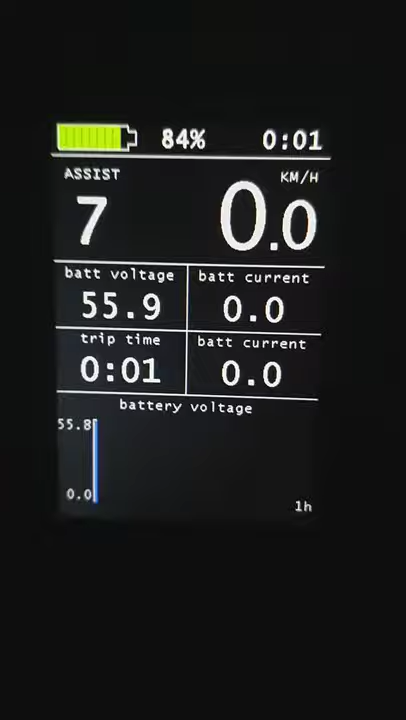 84% 0:01
ASSIST KM/H
7 0.0
batt voltage batt current
55.9 0.0
trip time batt current
0:01 0.0
battery voltage
55.8
0.0
1h